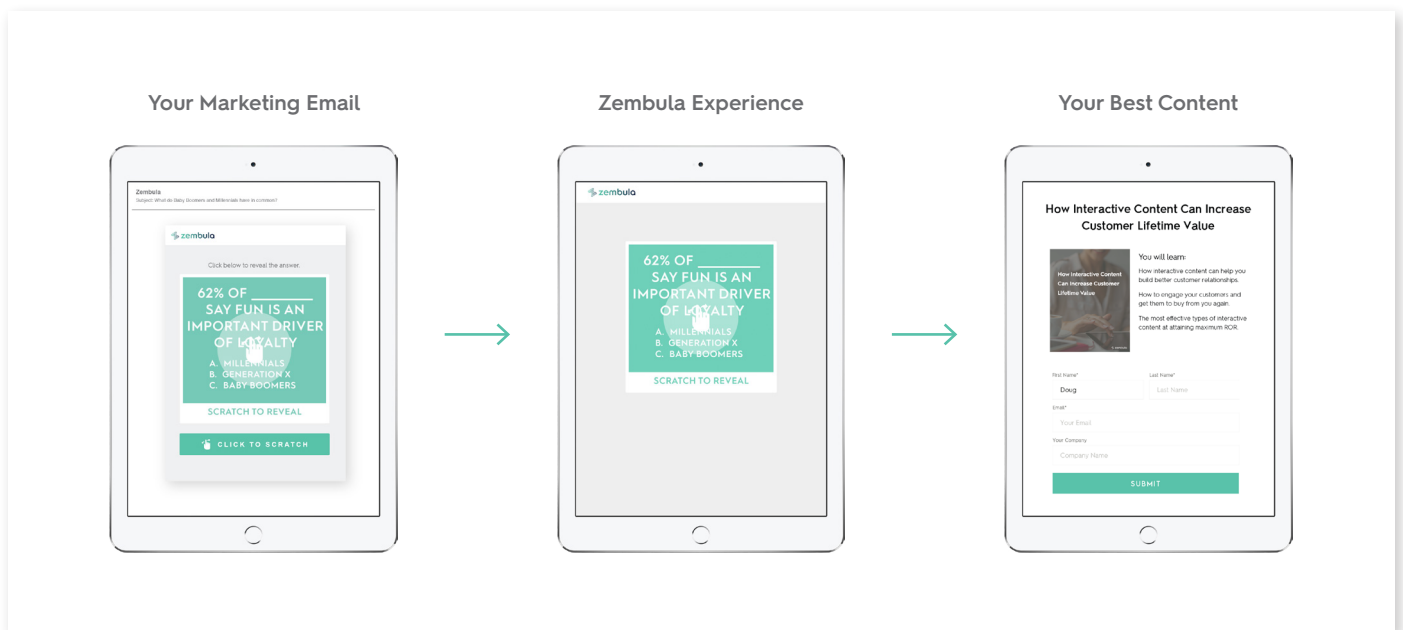 Your Marketing Email
Zembula
Subject: What do Baby Boomers and Millennials have in common?
zembula
Click below to reveal the answer.
62% OF ________
SAY FUN IS AN
IMPORTANT DRIVER
OF LOYALTY
A. MILLENNIALS
B. GENERATION X
C. BABY BOOMERS
SCRATCH TO REVEAL
CLICK TO SCRATCH
Zembula Experience
zembula
62% OF ________
SAY FUN IS AN
IMPORTANT DRIVER
OF LOYALTY
A. MILLENNIALS
B. GENERATION X
C. BABY BOOMERS
SCRATCH TO REVEAL
Your Best Content
How Interactive Content Can Increase
Customer Lifetime Value
How Interactive Content
Can Increase Customer
Lifetime Value
You will learn:
How interactive content can help you
build better customer relationships.
How to engage your customers and
get them to buy from you again.
The most effective types of interactive
content at attaining maximum ROR.
First Name*
Last Name*
Doug
Last Name
Email*
Your Email
Your Company
Company Name
SUBMIT